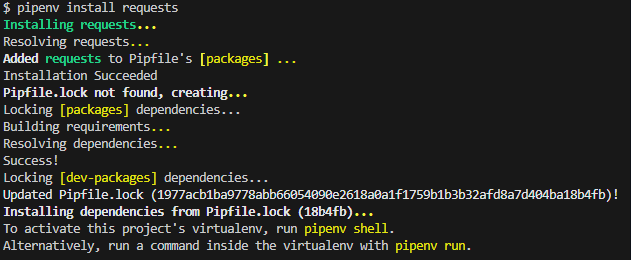 $ pipenv install requests
Installing requests...
Resolving requests...
Added requests to Pipfile's [packages] ...
Installation Succeeded
Pipfile.lock not found, creating...
Locking [packages] dependencies...
Building requirements...
Resolving dependencies...
Success!
Locking [dev-packages] dependencies...
Updated Pipfile.lock (1977acb1ba9778abb66054090e2618a0a1f1759b1b3b32afd8a7d404ba18b4fb)!
Installing dependencies from Pipfile.lock (18b4fb)...
To activate this project's virtualenv, run pipenv shell.
Alternatively, run a command inside the virtualenv with pipenv run.